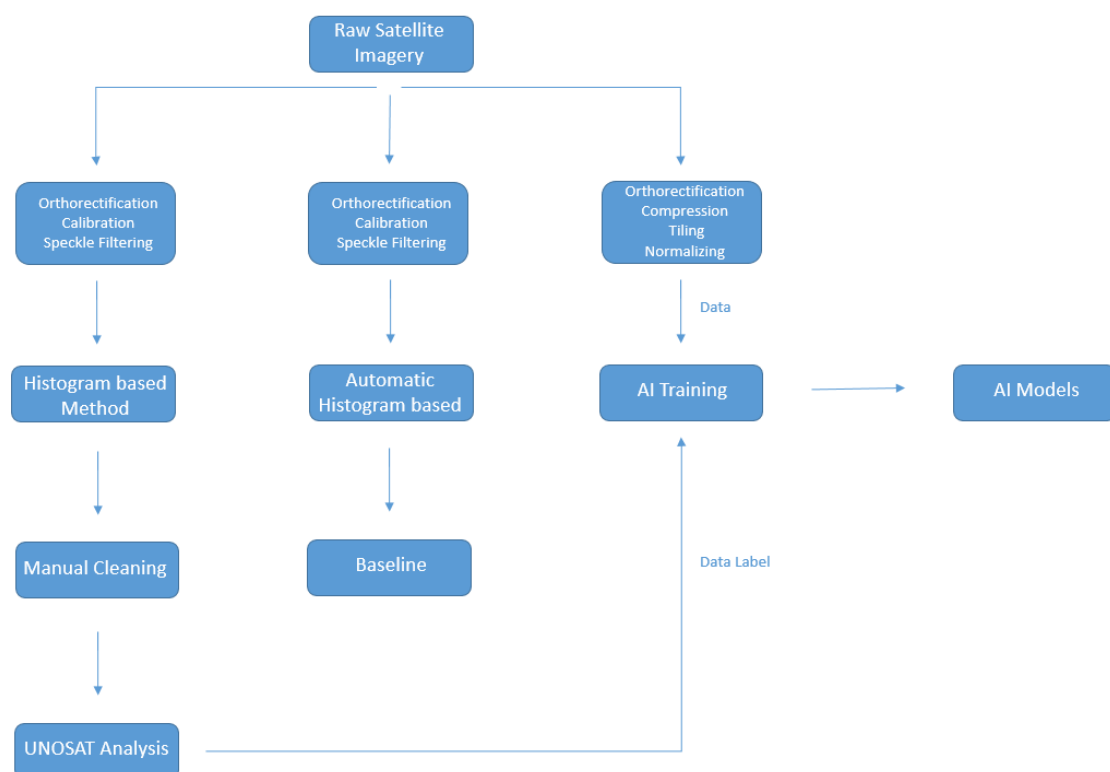 Raw Satellite
Imagery
Orthorectification
Calibration
Speckle Filtering
Orthorectification
Calibration
Speckle Filtering
Orthorectification
Compression
Tiling
Normalizing
Data
Histogram based
Method
Automatic
Histogram based
AI Training
AI Models
Manual Cleaning
Baseline
Data Label
UNOSAT Analysis